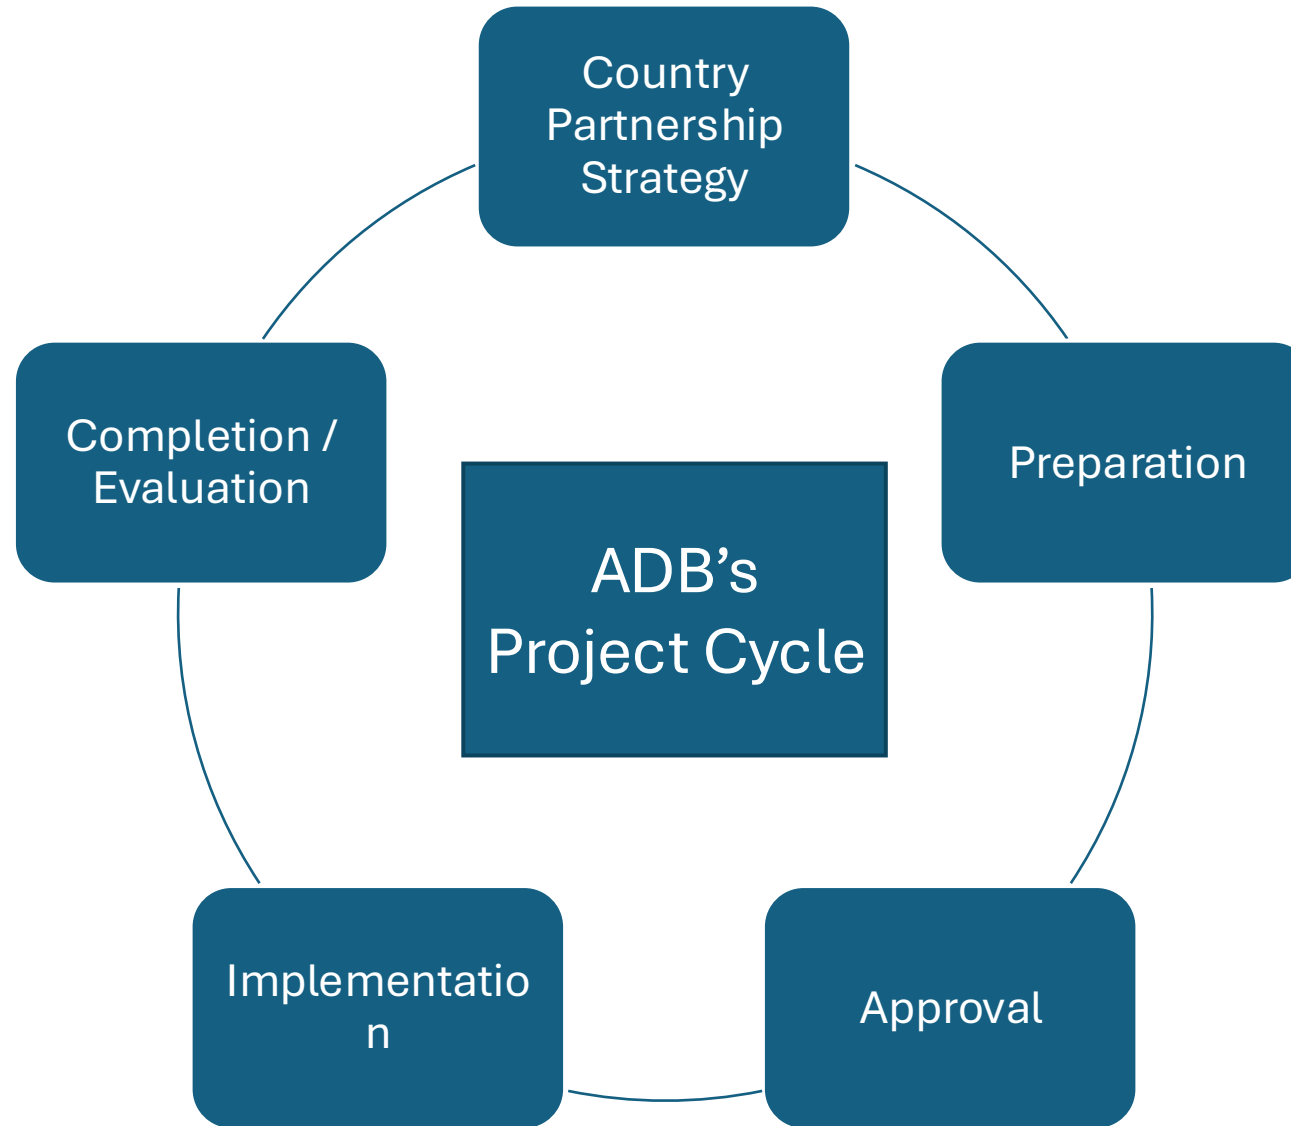 Country
Partnership
Strategy
Preparation
Approval
Implementatio
n
Completion /
Evaluation
ADB’s
Project Cycle